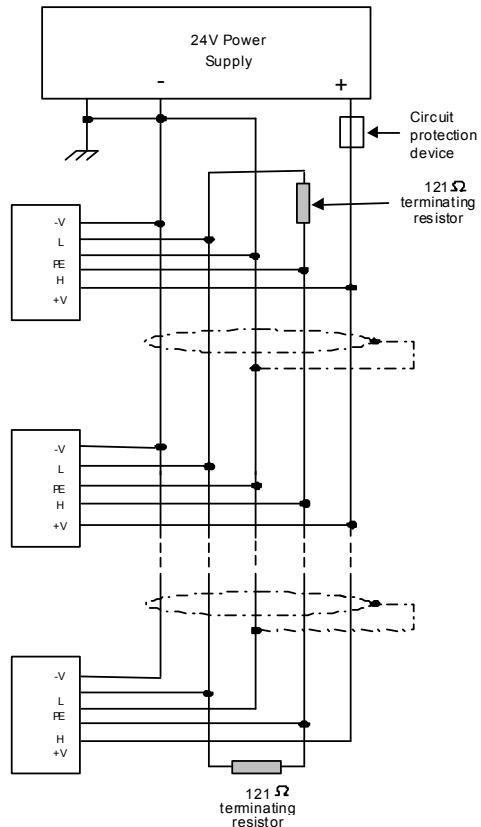 24V Power
Supply
- +
Circuit
protection
device
121Ω
terminating
resistor
-V
L
PE
H
+V
-V
L
PE
H
+V
-V
L
PE
H
+V
121Ω
terminating
resistor